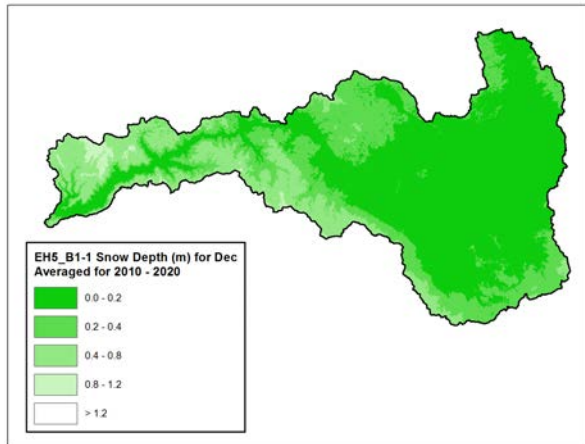 EH5_B1-1 Snow Depth (m) for Dec
Averaged for 2010 - 2020
0.0 - 0.2
0.2 - 0.4
0.4 - 0.8
0.8 - 1.2
> 1.2